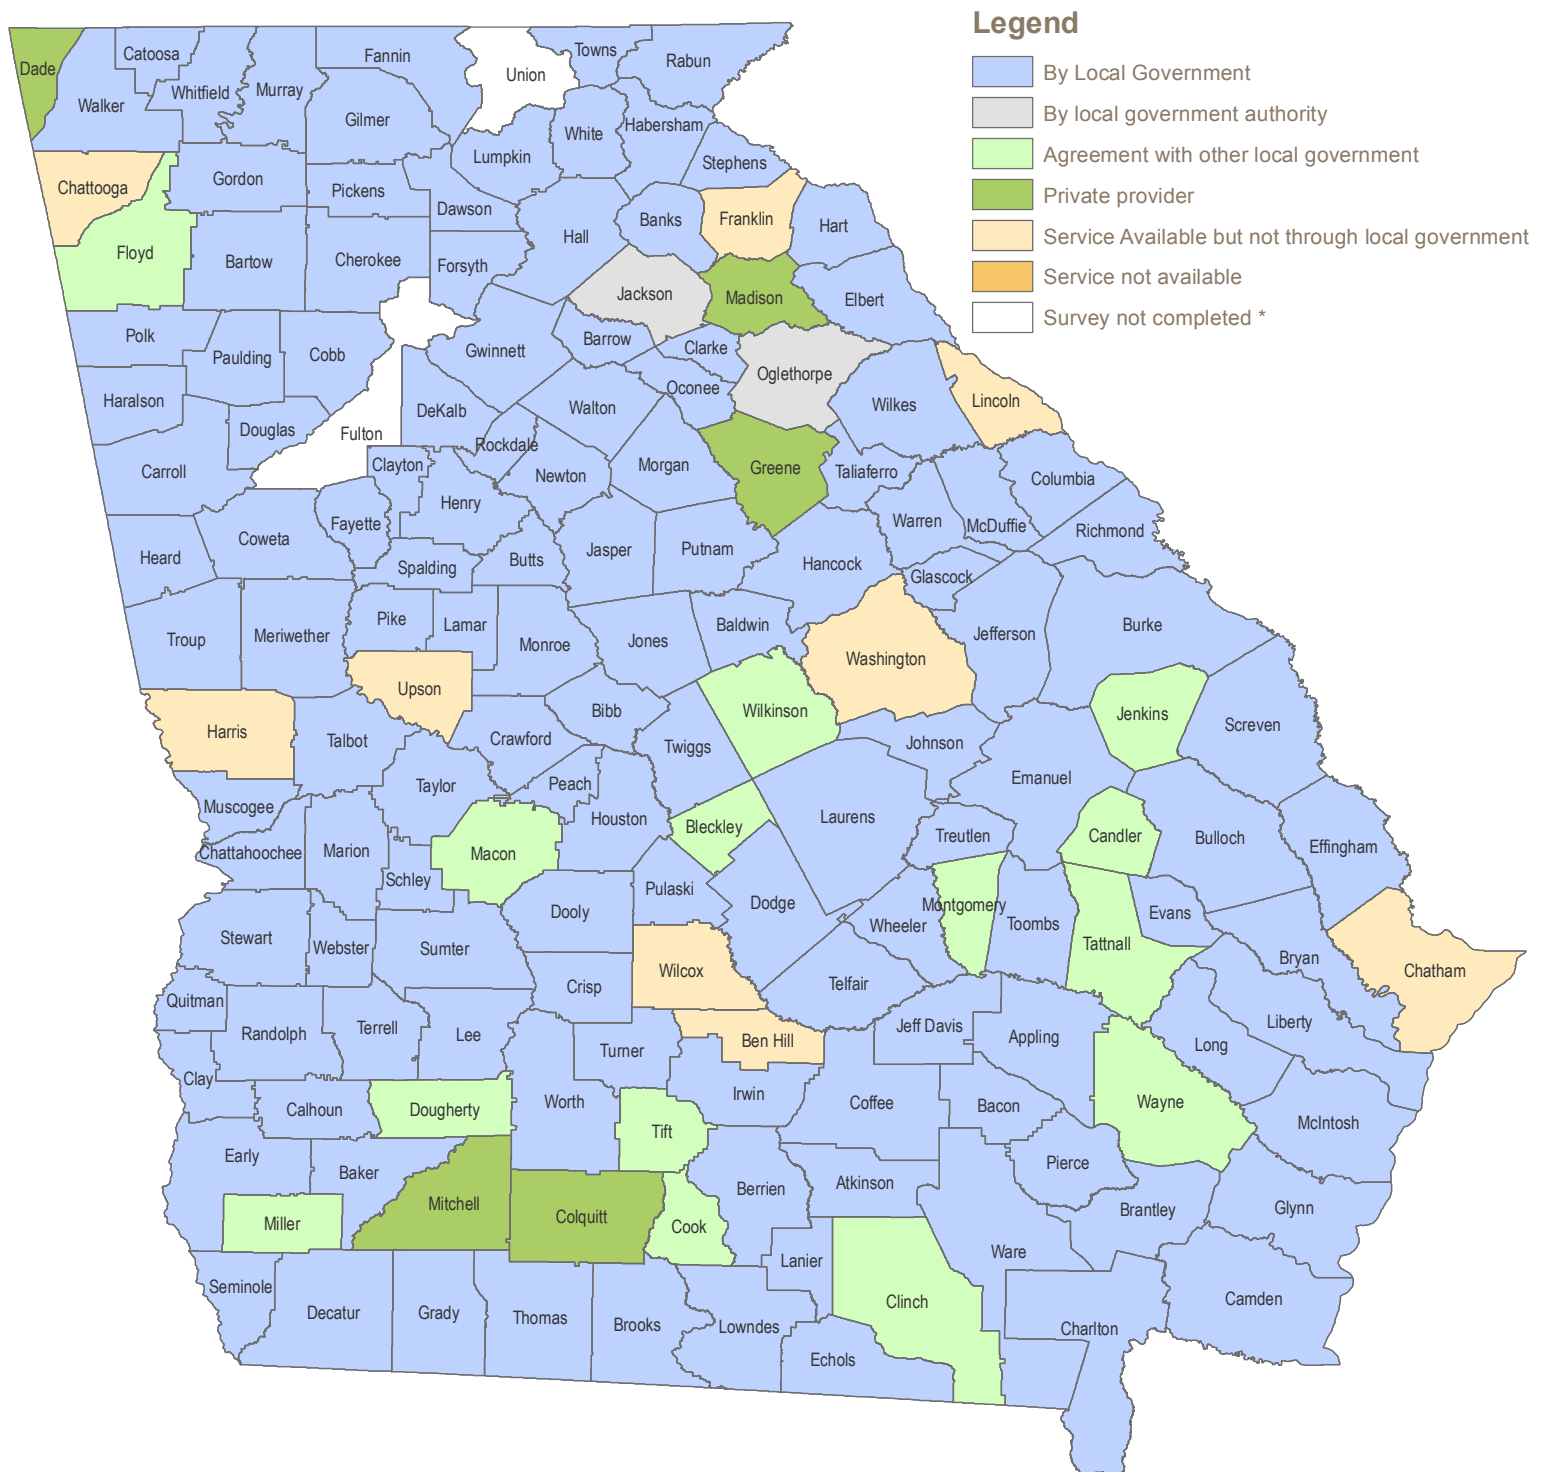 Legend
By Local Government
By local government authority
Agreement with other local government
Private provider
Service Available but not through local government
Service not available
Survey not completed *
Dade
Catoosa
Walker
Whitfield
Murray
Fannin
Gilmer
Union
Towns
Rabun
White
Habersham
Lumpkin
Stephens
Chattooga
Gordon
Pickens
Dawson
Floyd
Bartow
Cherokee
Forsyth
Hall
Banks
Franklin
Hart
Jackson
Madison
Elbert
Polk
Paulding
Cobb
Gwinnett
Barrow
Clarke
Oconee
Oglethorpe
Haralson
Douglas
Fulton
DeKalb
Rockdale
Walton
Wilkes
Lincoln
Carroll
Clayton
Henry
Newton
Morgan
Greene
Taliaferro
Columbia
Heard
Coweta
Fayette
Spalding
Butts
Jasper
Putnam
Hancock
Warren
McDuffie
Richmond
Glascock
Troup
Meriwether
Pike
Lamar
Monroe
Jones
Baldwin
Washington
Jefferson
Burke
Upson
Harris
Talbot
Crawford
Bibb
Twiggs
Wilkinson
Johnson
Emanuel
Jenkins
Screven
Muscogee
Taylor
Peach
Houston
Bleckley
Laurens
Treutlen
Candler
Bulloch
Effingham
Chattahoochee
Marion
Schley
Macon
Dooly
Pulaski
Dodge
Wheeler
Montgomery
Toombs
Tattnall
Evans
Bryan
Chatham
Stewart
Webster
Sumter
Crisp
Wilcox
Telfair
Quitman
Randolph
Terrell
Lee
Turner
Ben Hill
Jeff Davis
Appling
Long
Liberty
Clay
Calhoun
Dougherty
Worth
Tift
Irwin
Coffee
Bacon
Wayne
McIntosh
Early
Baker
Mitchell
Colquitt
Cook
Berrien
Atkinson
Pierce
Brantley
Glynn
Miller
Lanier
Ware
Seminole
Decatur
Grady
Thomas
Brooks
Lowndes
Echols
Clinch
Charlton
Camden